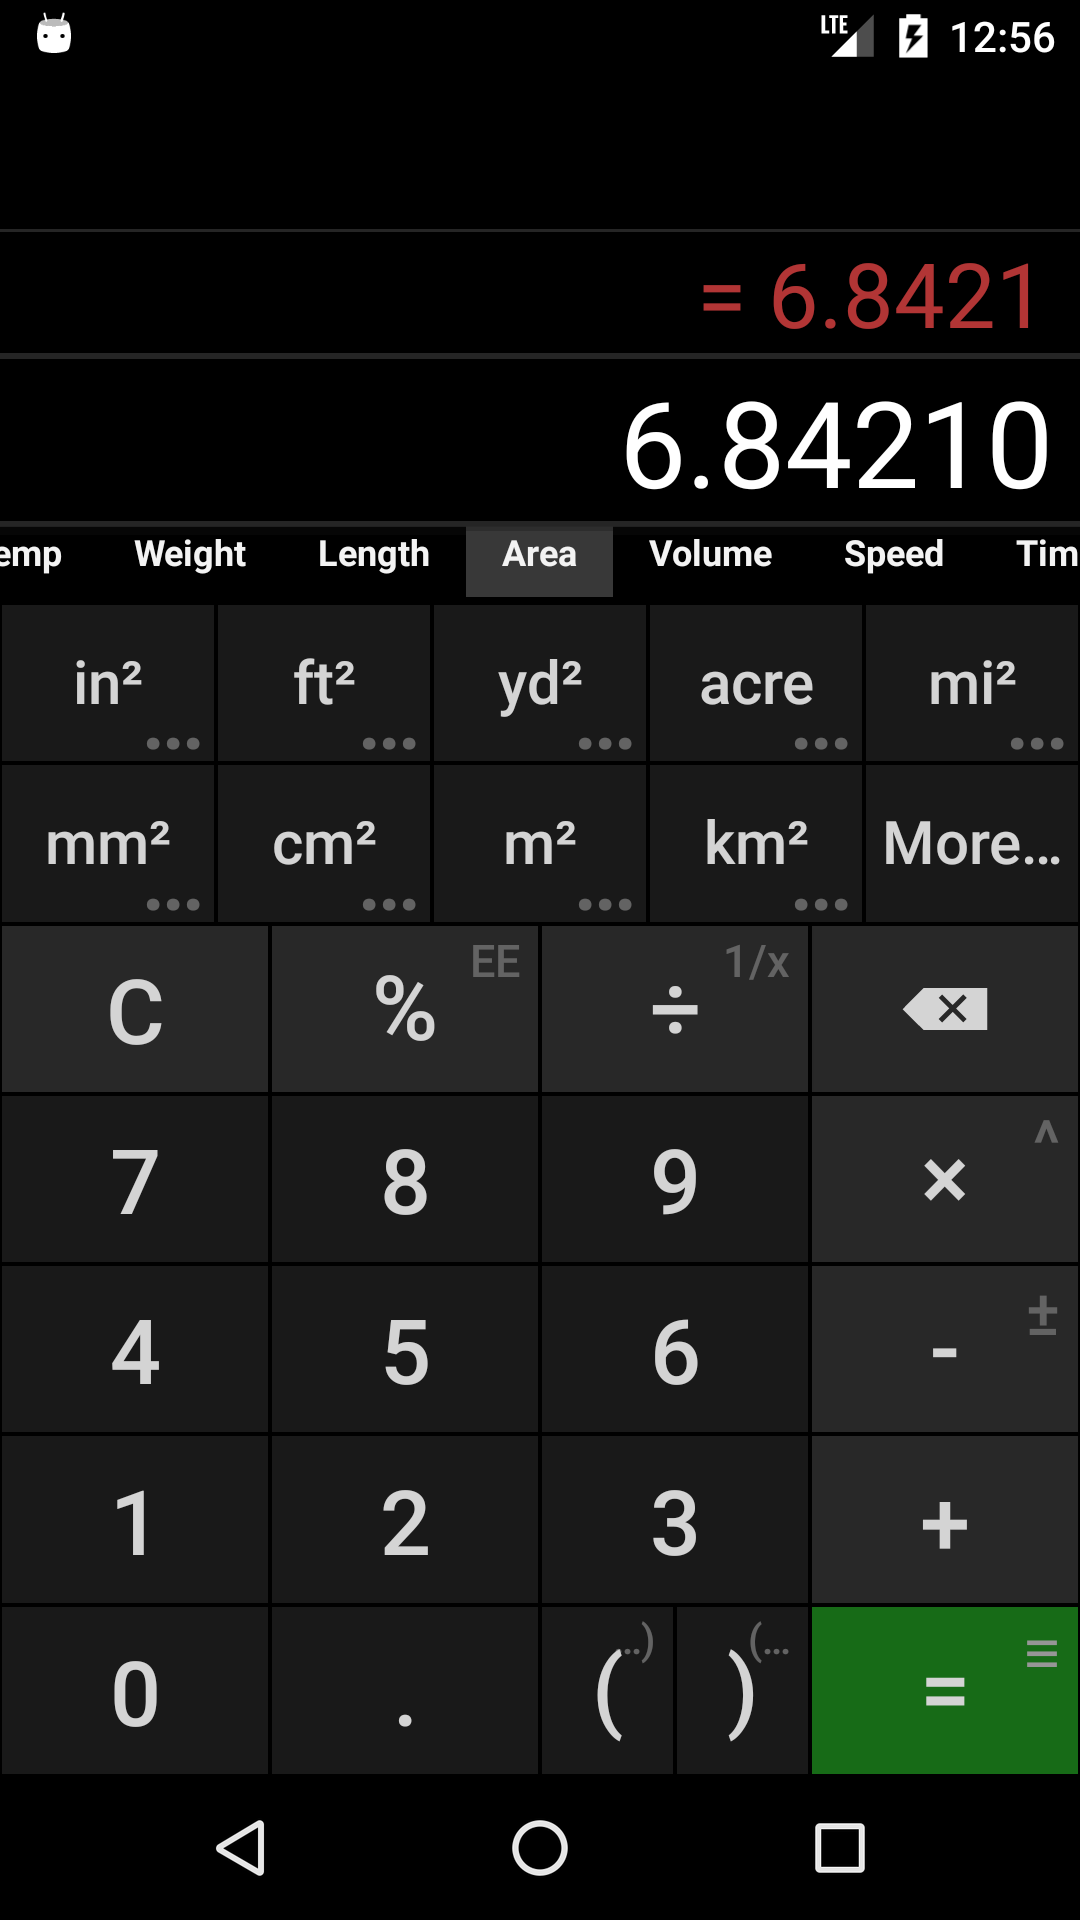 LTE 12:56
= 6.8421
6.84210
emp Weight Length Area Volume Speed Tim
in² ft² yd² acre mi²
mm² cm² m² km² More...
C % EE ÷ 1/x
7 8 9 × ^
4 5 6 - ±
1 2 3 +
0 . ( ..) ) (... =